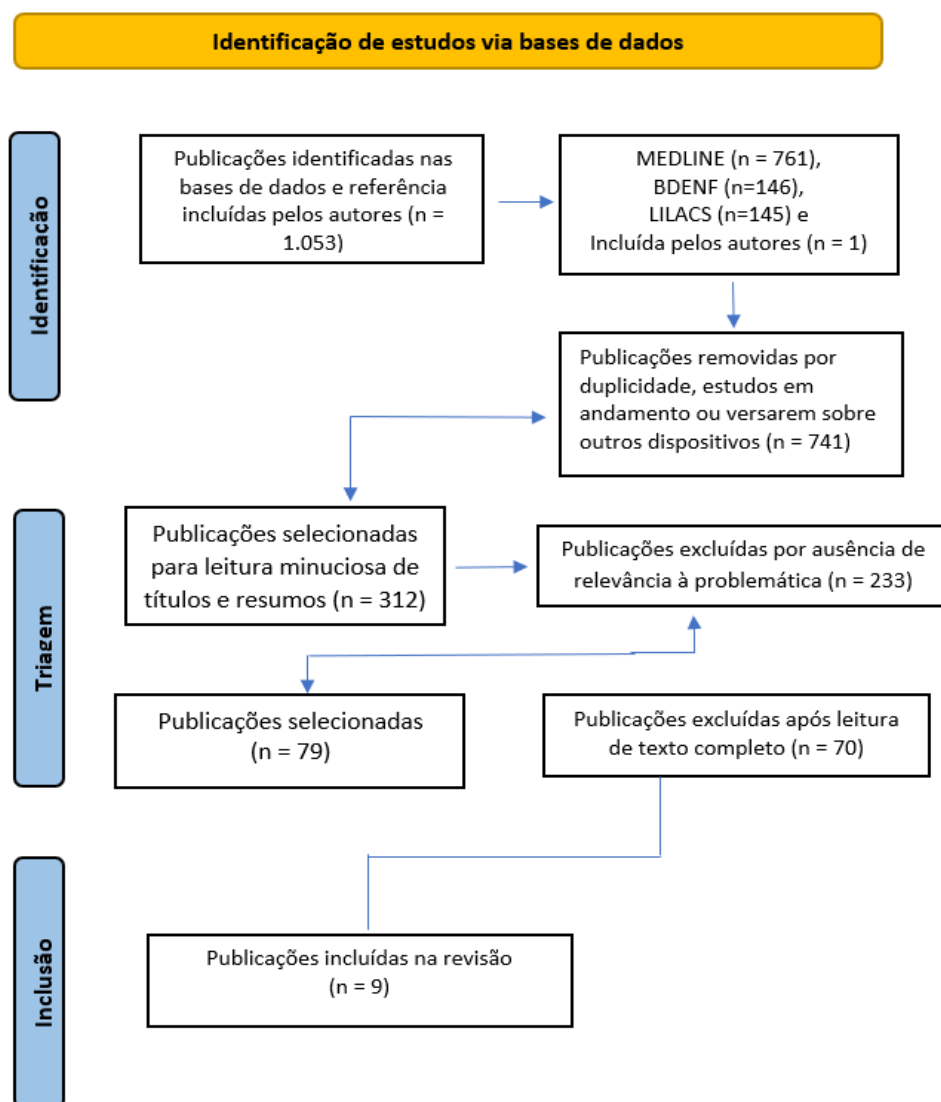 Identificação de estudos via bases de dados
Identificação
Publicações identificadas nas
bases de dados e referência
incluídas pelos autores (n =
1.053)
MEDLINE (n = 761),
BDENF (n=146),
LILACS (n=145) e
Incluída pelos autores (n = 1)
Publicações removidas por
duplicidade, estudos em
andamento ou versarem sobre
outros dispositivos (n = 741)
Triagem
Publicações selecionadas
para leitura minuciosa de
títulos e resumos (n = 312)
Publicações excluídas por ausência de
relevância à problemática (n = 233)
Publicações selecionadas
(n = 79)
Publicações excluídas após leitura
de texto completo (n = 70)
Inclusão
Publicações incluídas na revisão
(n = 9)